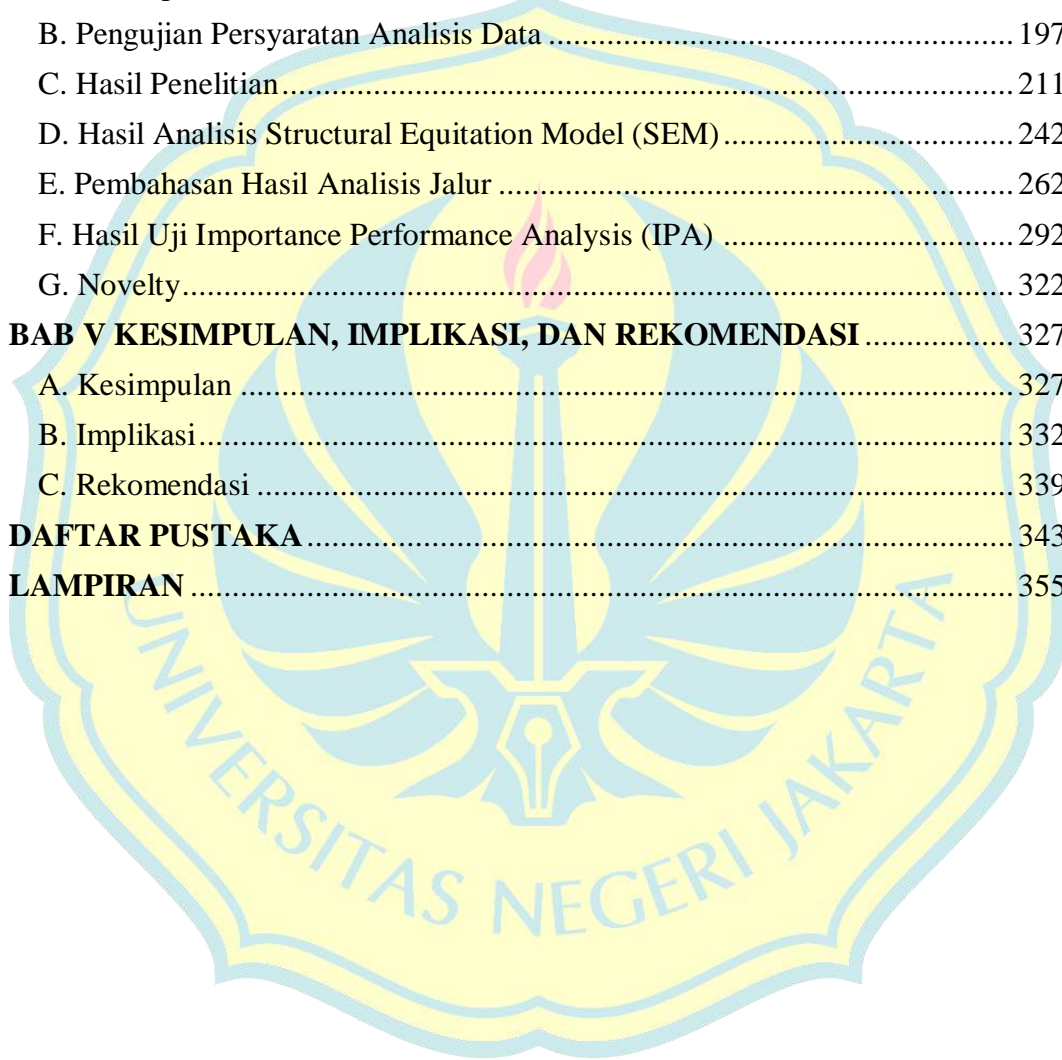 B. Pengujian Persyaratan Analisis Data ........................................................ 197
C. Hasil Penelitian ........................................................................................ 211
D. Hasil Analisis Structural Equitation Model (SEM) ................................... 242
E. Pembahasan Hasil Analisis Jalur .............................................................. 262
F. Hasil Uji Importance Performance Analysis (IPA) ................................... 292
G. Novelty ..................................................................................................... 322
BAB V KESIMPULAN, IMPLIKASI, DAN REKOMENDASI .................. 327
A. Kesimpulan ............................................................................................... 327
B. Implikasi .................................................................................................... 332
C. Rekomendasi ............................................................................................. 339
DAFTAR PUSTAKA ..................................................................................... 343
LAMPIRAN ................................................................................................... 355
UNIVERSITAS NEGERI JAKARTA